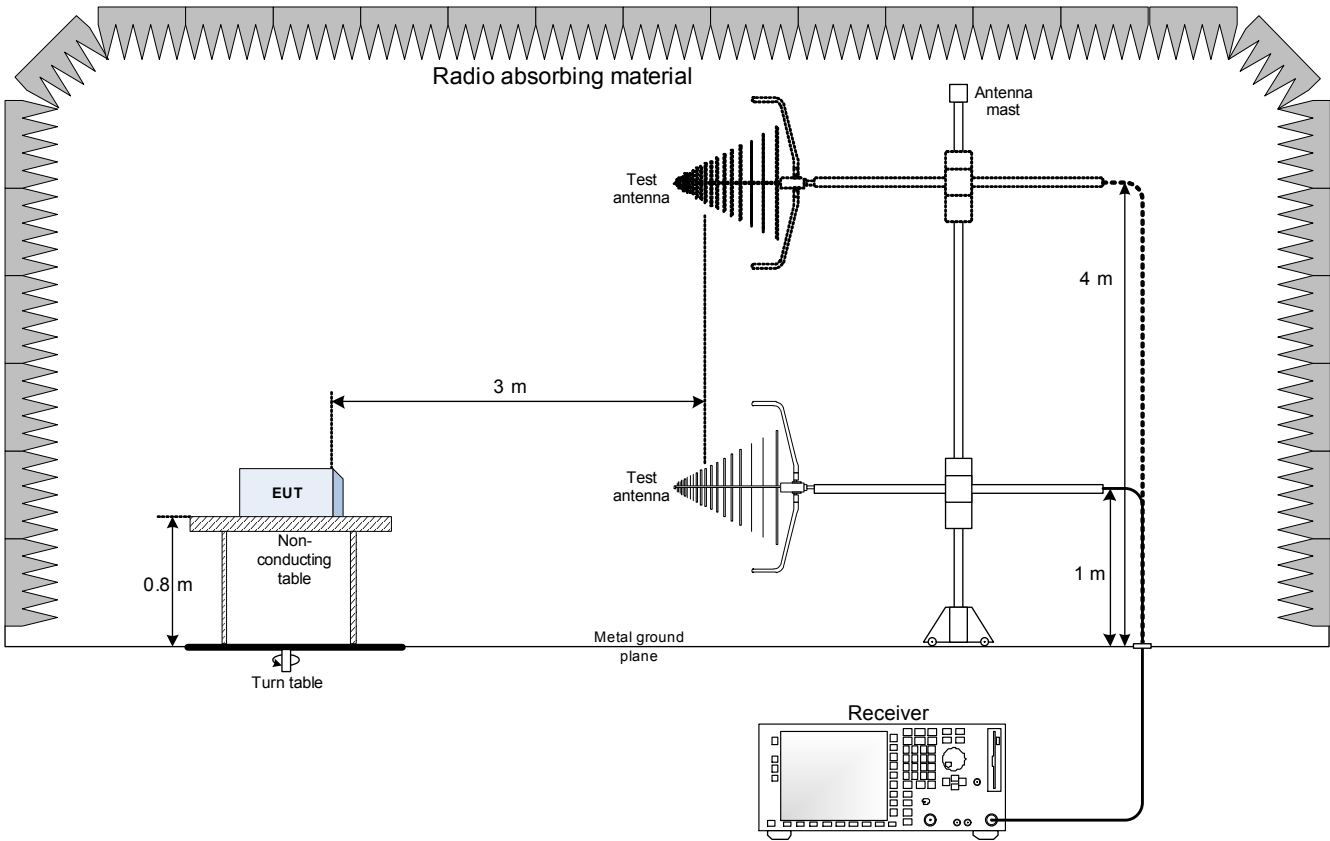 Radio absorbing material
Antenna
mast
Test
antenna
4 m
3 m
Test
antenna
EUT
Non-
conducting
table
0.8 m
1 m
Metal ground
plane
Turn table
Receiver